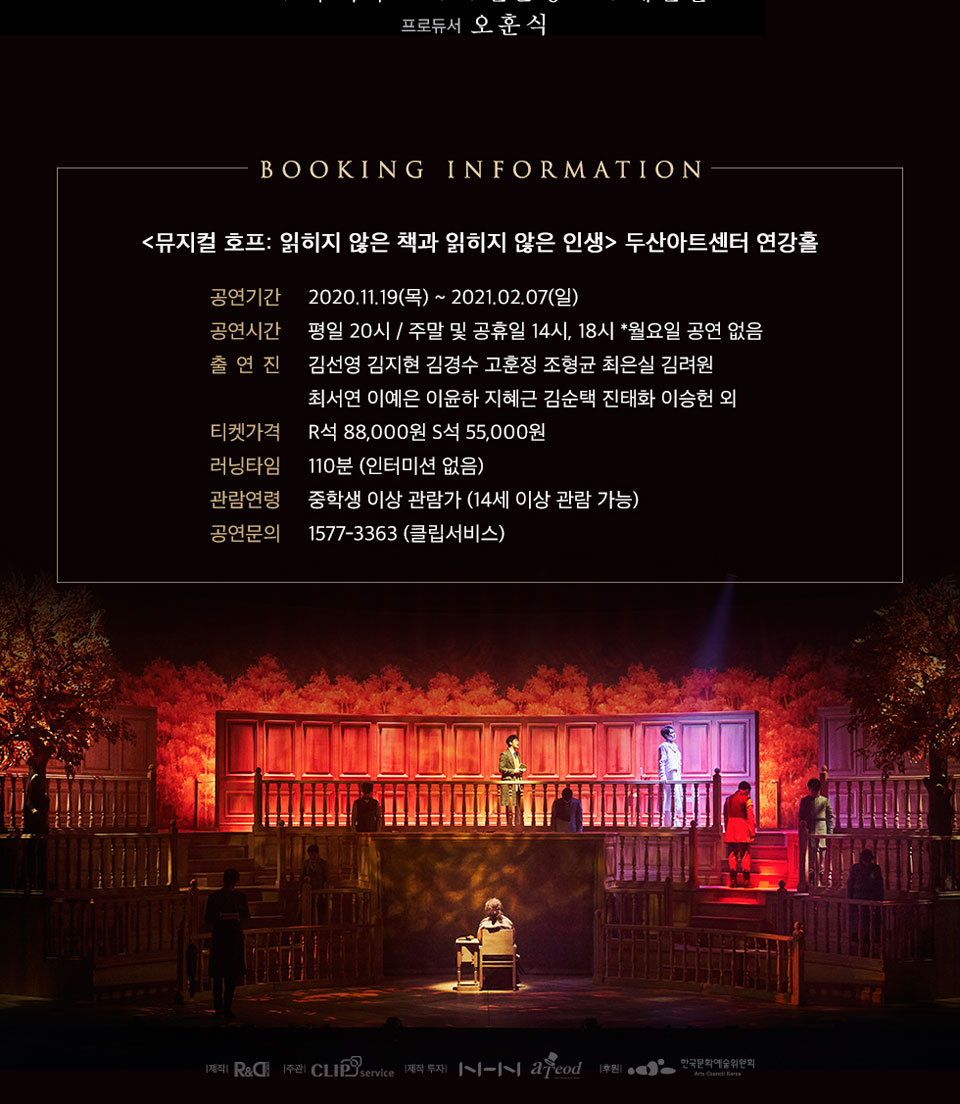 프로듀서 오훈식
BOOKING INFORMATION
<뮤지컬 호프: 읽히지 않은 책과 읽히지 않은 인생> 두산아트센터 연강홀
공연기간 2020.11.19(목) ~ 2021.02.07(일)
공연시간 평일 20시 / 주말 및 공휴일 14시, 18시 *월요일 공연 없음
출 연 진 김선영 김지현 김경수 고훈정 조형균 최은실 김려원
최서연 이예은 이윤하 지혜근 김순택 진태화 이승헌 외
티켓가격 R석 88,000원 S석 55,000원
러닝타임 110분 (인터미션 없음)
관람연령 중학생 이상 관람가 (14세 이상 관람 가능)
공연문의 1577-3363 (클립서비스)
|제작| R&D |주관| CLIP service |제작 투자| NHN ateod |후원| 한국문화예술위원회
Arts Council Korea